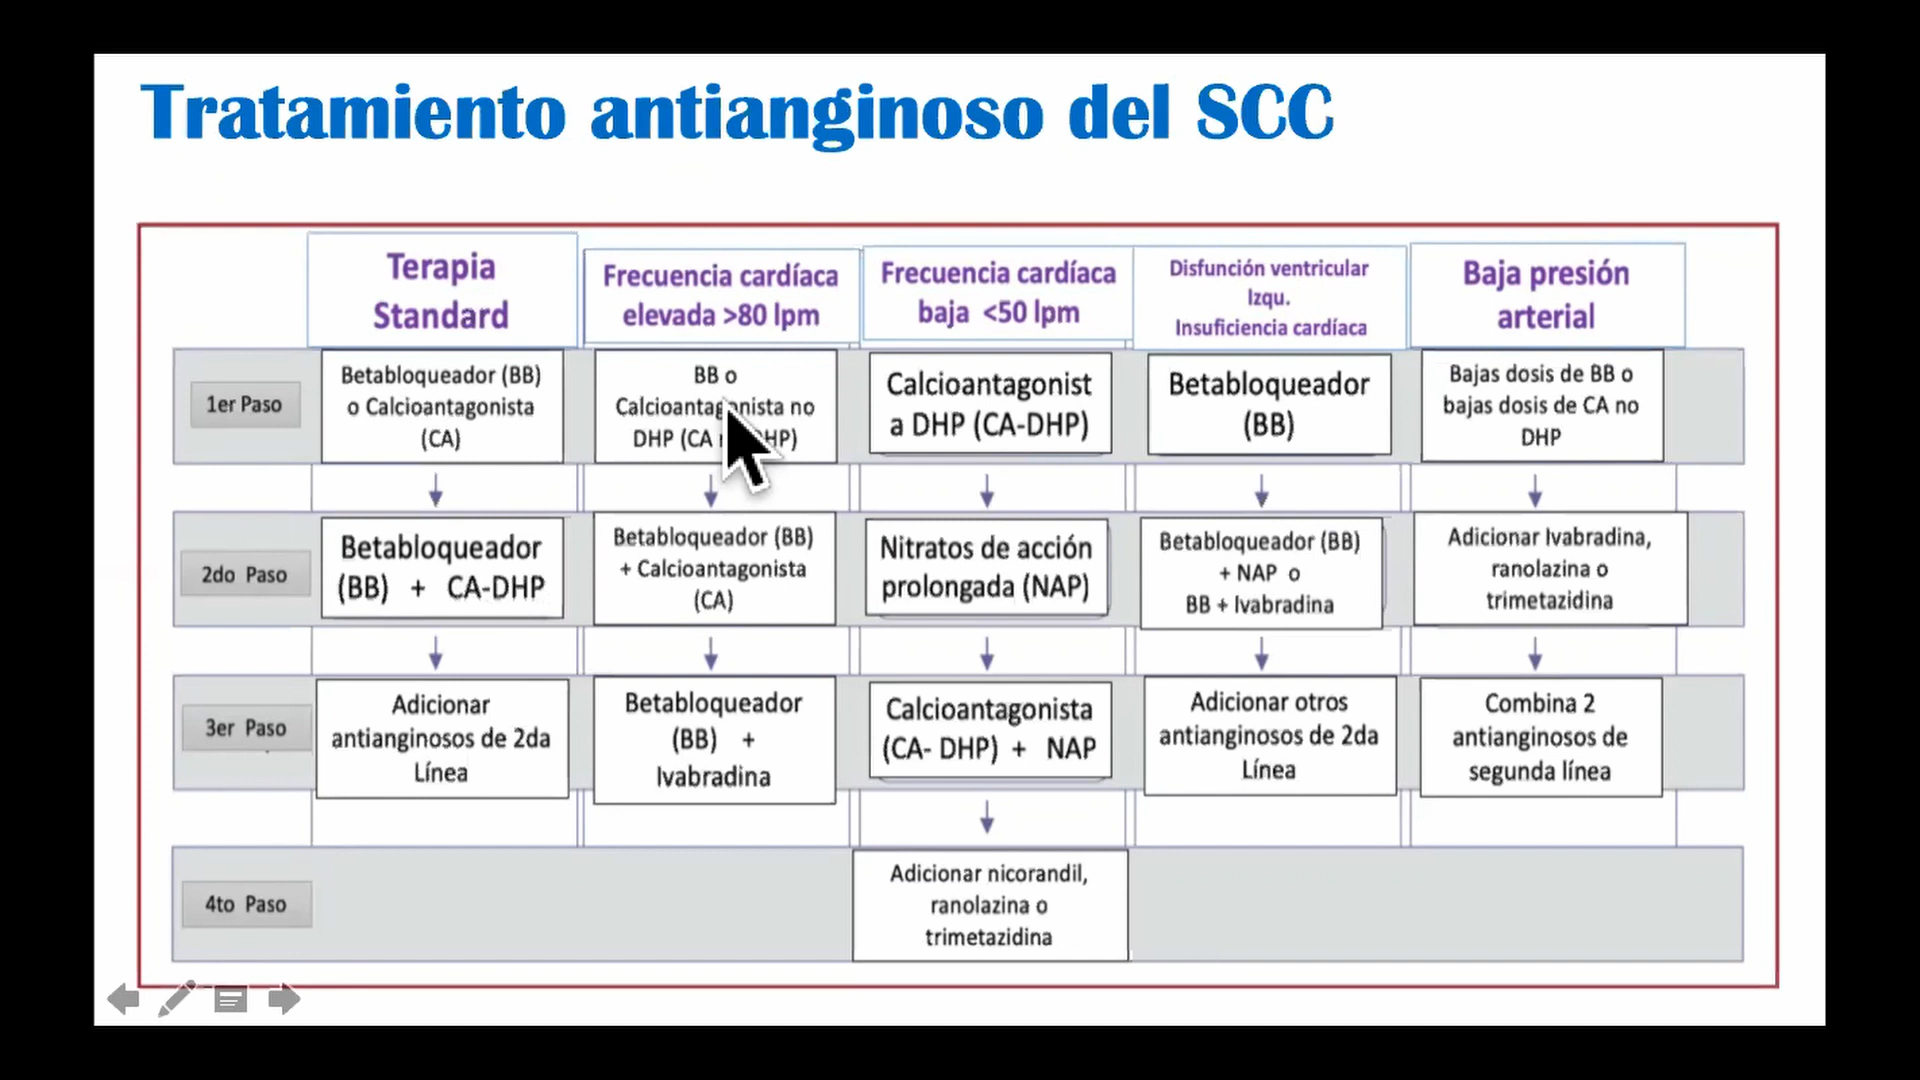 Tratamiento antianginoso del SCC
Terapia
Standard
Frecuencia cardíaca
elevada >80 lpm
Frecuencia cardíaca
baja <50 lpm
Disfunción ventricular
Izqu.
Insuficiencia cardíaca
Baja presión
arterial
1er Paso
Betabloqueador (BB)
o Calcioantagonista
(CA)
BB o
Calcioantagonista no
DHP (CA DHP)
Calcioantagonist
a DHP (CA-DHP)
Betabloqueador
(BB)
Bajas dosis de BB o
bajas dosis de CA no
DHP
2do Paso
Betabloqueador
(BB) + CA-DHP
Betabloqueador (BB)
+ Calcioantagonista
(CA)
Nitratos de acción
prolongada (NAP)
Betabloqueador (BB)
+ NAP o
BB + Ivabradina
Adicionar Ivabradina,
ranolazina o
trimetazidina
3er Paso
Adicionar
antianginosos de 2da
Línea
Betabloqueador
(BB) +
Ivabradina
Calcioantagonista
(CA- DHP) + NAP
Adicionar otros
antianginosos de 2da
Línea
Combina 2
antianginosos de
segunda línea
4to Paso
Adicionar nicorandil,
ranolazina o
trimetazidina